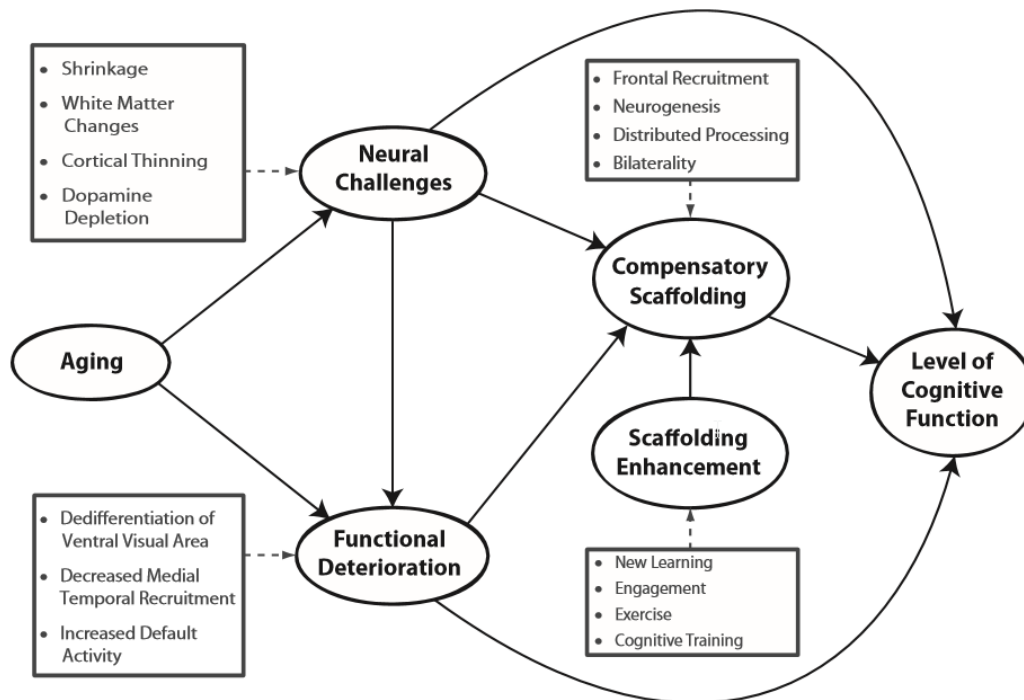 • Shrinkage
• White Matter
Changes
• Cortical Thinning
• Dopamine
Depletion
Neural
Challenges
• Frontal Recruitment
• Neurogenesis
• Distributed Processing
• Bilaterality
Compensatory
Scaffolding
Aging
Level of
Cognitive
Function
Scaffolding
Enhancement
• Dedifferentiation of
Ventral Visual Area
• Decreased Medial
Temporal Recruitment
• Increased Default
Activity
Functional
Deterioration
• New Learning
• Engagement
• Exercise
• Cognitive Training